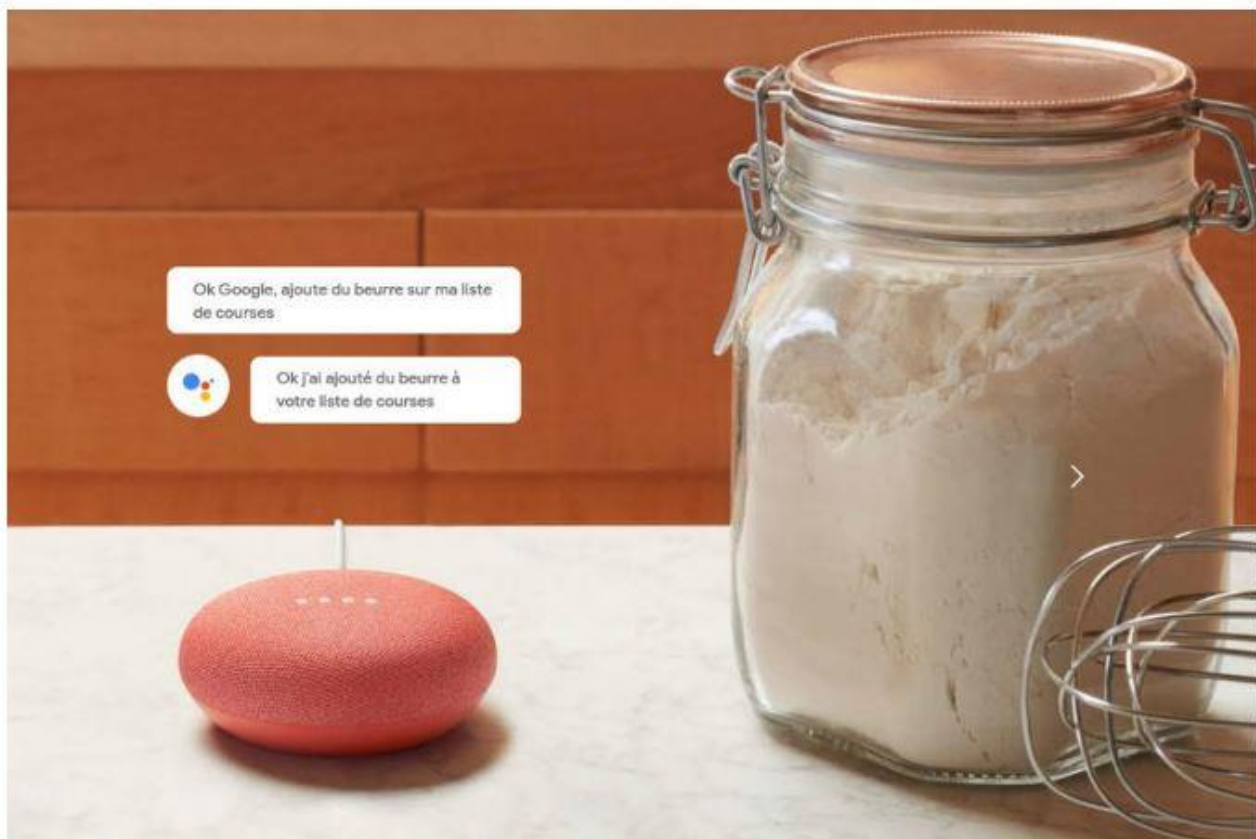 Ok Google, ajoute du beurre sur ma liste
de courses
Ok j'ai ajouté du beurre à
votre liste de courses